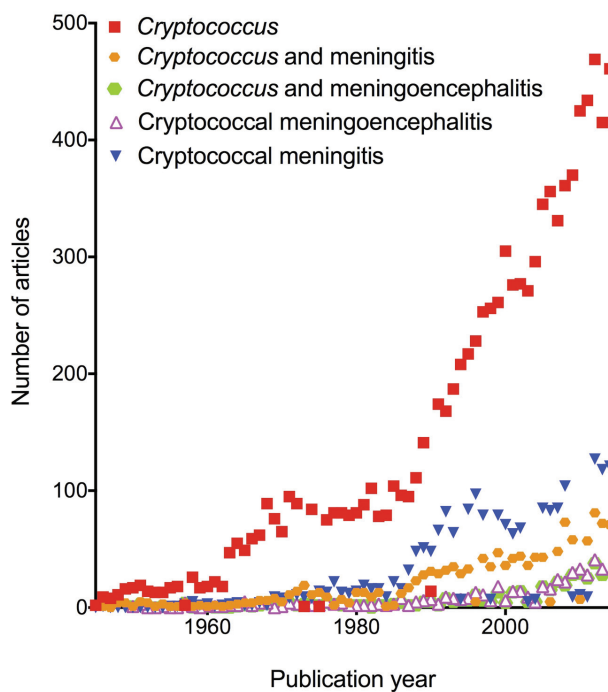 500
400
300
200
100
0
Number of articles
Cryptococcus
Cryptococcus and meningitis
Cryptococcus and meningoencephalitis
Cryptococcal meningoencephalitis
Cryptococcal meningitis
1960 1980 2000
Publication year